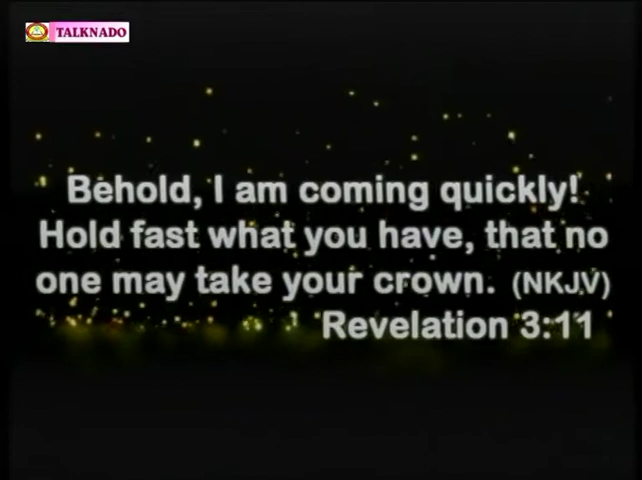 TALKNADO
Behold, I am coming quickly!
Hold fast what you have, that no
one may take your crown. (NKJV)
Revelation 3:11